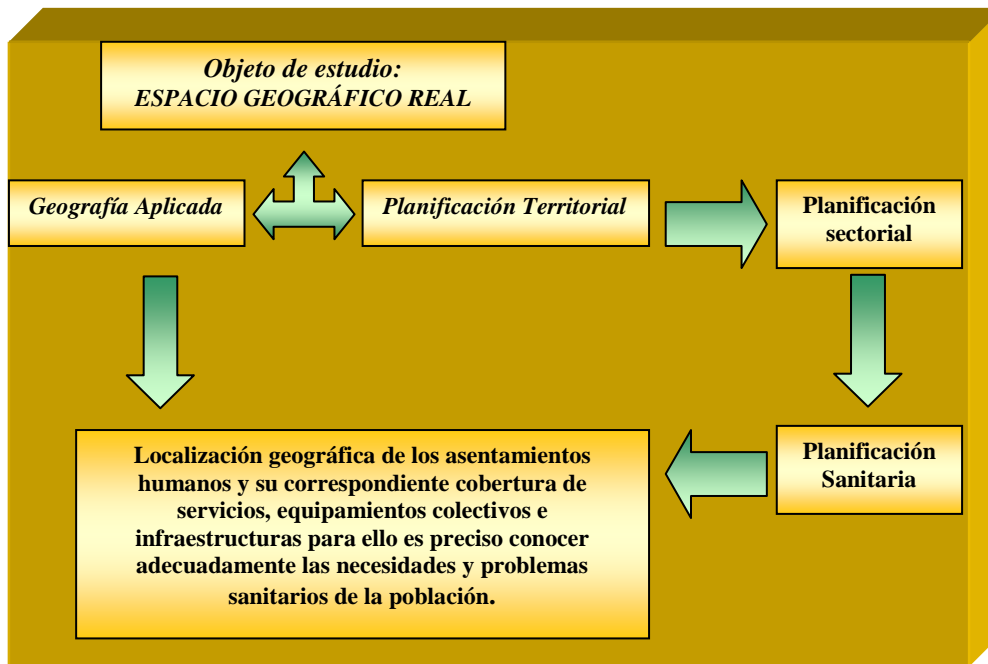 Objeto de estudio:
ESPACIO GEOGRÁFICO REAL
Geografía Aplicada
Planificación Territorial
Planificación
sectorial
Localización geográfica de los asentamientos
humanos y su correspondiente cobertura de
servicios, equipamientos colectivos e
infraestructuras para ello es preciso conocer
adecuadamente las necesidades y problemas
sanitarios de la población.
Planificación
Sanitaria